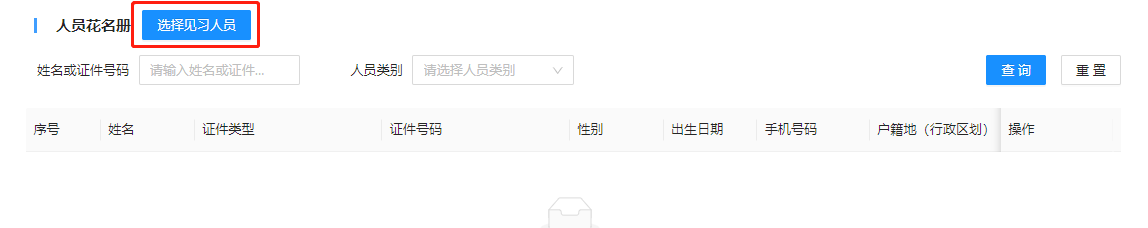 人员花名册 选择见习人员
姓名或证件号码 请输入姓名或证件... 人员类别 请选择人员类别 查 询 重 置
序号 姓名 证件类型 证件号码 性别 出生日期 手机号码 户籍地（行政区划） 操作